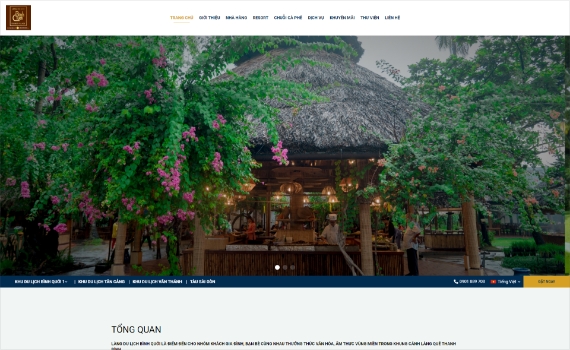 TRANG CHỦ GIỚI THIỆU NHÀ HÀNG RESORT CHUỖI CÀ PHÊ DỊCH VỤ KHUYẾN MÃI THƯ VIỆN LIÊN HỆ
KHU DU LỊCH BÌNH QUỚI 1 | KHU DU LỊCH TÂN CẢNG | KHU DU LỊCH VĂN THÁNH | TÀU SÀI GÒN Tiếng Việt ĐẶT NGAY
TỔNG QUAN
LÀNG DU LỊCH BÌNH QUỚI LÀ ĐIỂM ĐẾN CHO NHÓM KHÁCH GIA ĐÌNH, BẠN BÈ CÙNG NHAU THƯỞNG THỨC VĂN HÓA, ẨM THỰC VÙNG MIỀN TRONG KHUNG CẢNH LÀNG QUÊ THANH
BÌNH